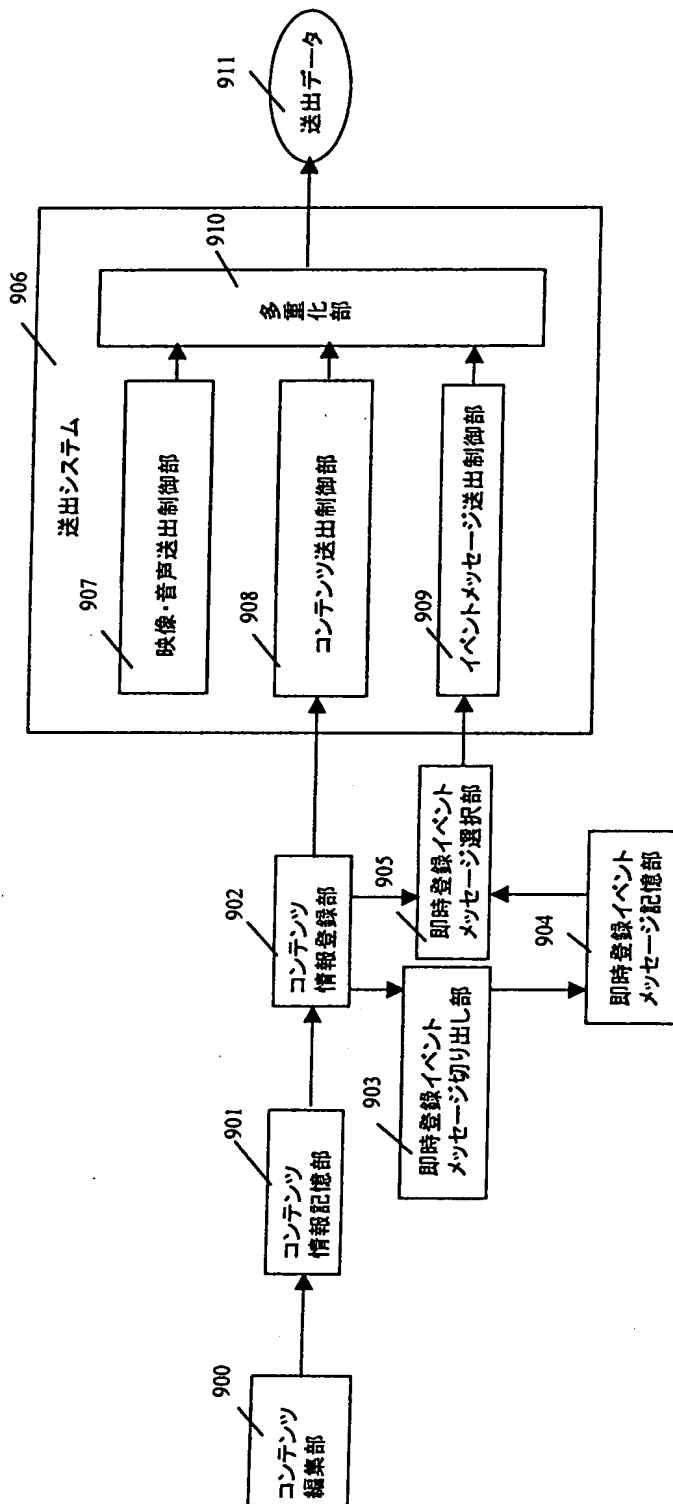 900
コンテンツ
編集部
901
コンテンツ
情報記憶部
902
コンテンツ
情報登録部
903
即時登録イベント
メッセージ切り出し部
904
即時登録イベント
メッセージ記憶部
905
即時登録イベント
メッセージ選択部
906
送出システム
907
映像・音声送出制御部
908
コンテンツ送出制御部
909
イベントメッセージ送出制御部
910
多重化部
911
送出データ